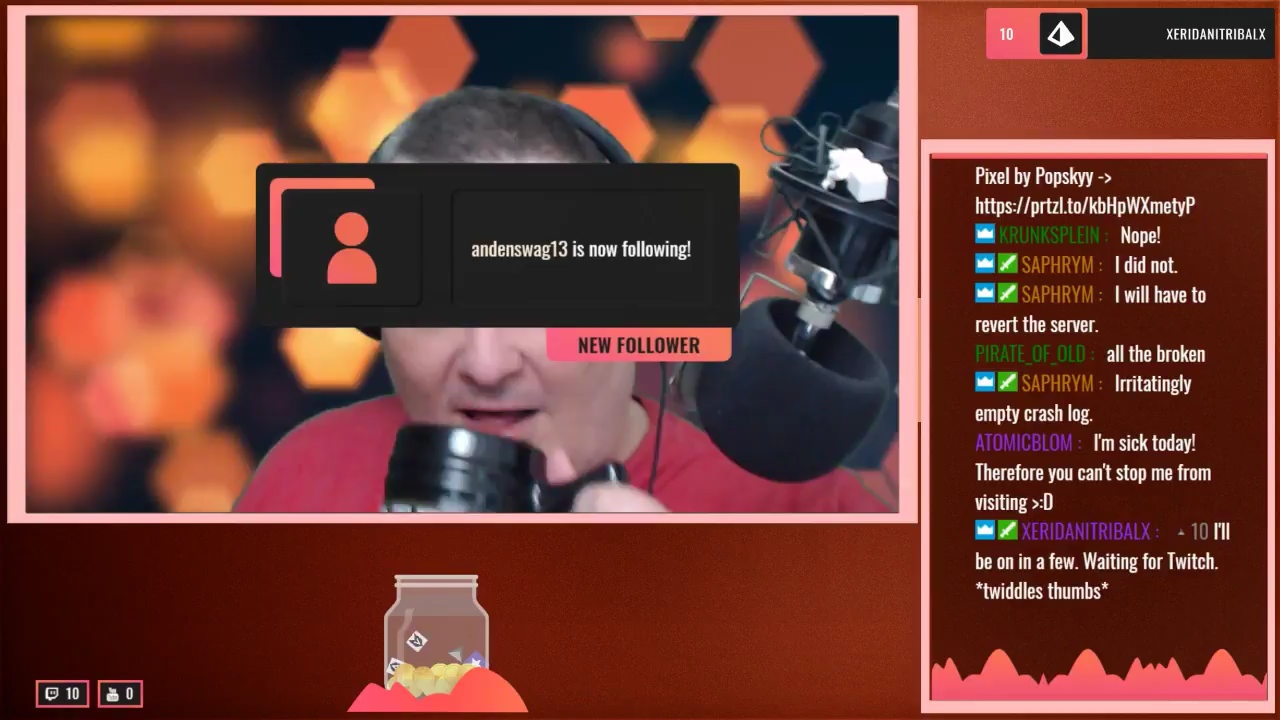 10
XERIDANITRIBALX
andenswag13 is now following!
NEW FOLLOWER
Pixel by Popskyy ->
https://prtzl.to/kbHpWXmetyP
KRUNKSPLEIN : Nope!
SAPHRYM : I did not.
SAPHRYM : I will have to
revert the server.
PIRATE_OF_OLD : all the broken
SAPHRYM : Irritatingly
empty crash log.
ATOMICBLOM : I'm sick today!
Therefore you can't stop me from
visiting >:D
XERIDANITRIBALX : 10 I'll
be on in a few. Waiting for Twitch.
*twiddles thumbs*
10
0